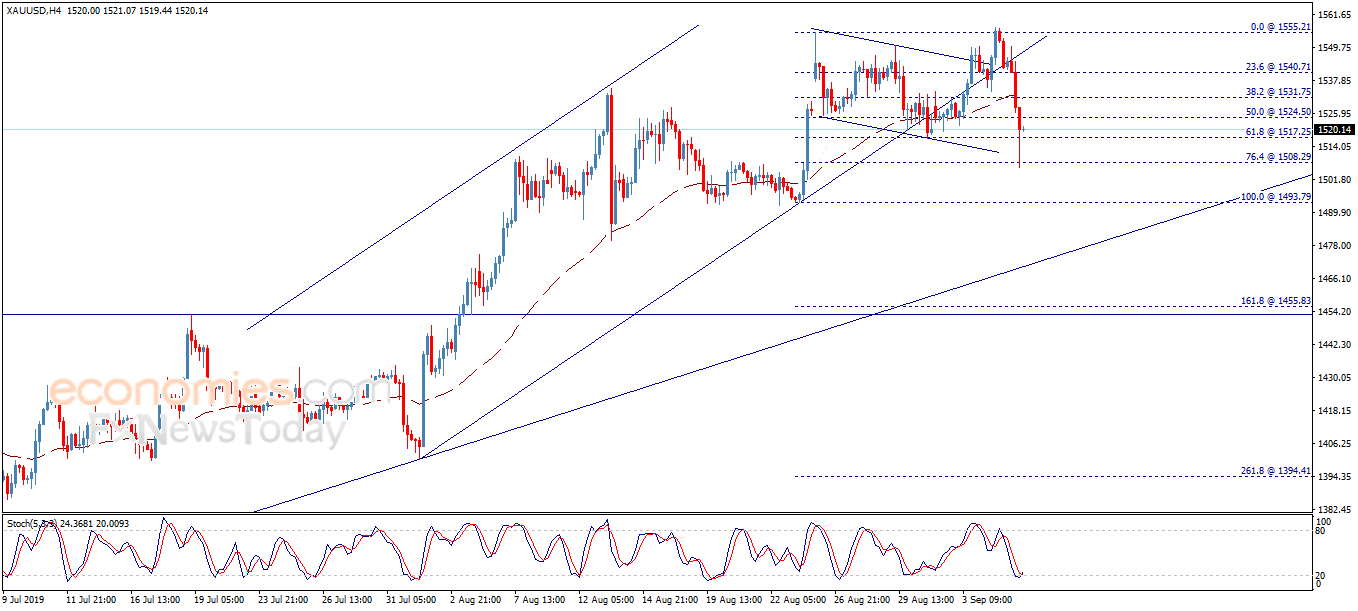 XAUUSD,H4 1520.00 1521.07 1519.44 1520.14
1561.65
0.0 @ 1555.21
1549.75
23.6 @ 1540.71
1537.85
38.2 @ 1531.75
1525.95
50.0 @ 1524.50
1520.14
61.8 @ 1517.25
1514.05
76.4 @ 1508.29
1501.80
100.0 @ 1493.79
1489.90
1478.00
1466.10
161.8 @ 1455.83
1454.20
1442.30
1430.05
economies.com
1418.15
FxNewsToday
1406.25
261.8 @ 1394.41
1394.35
1382.45
Stoch(5,3,3) 24.3681 20.0093
100
80
20
0
9 Jul 2019
11 Jul 21:00
16 Jul 13:00
19 Jul 05:00
23 Jul 21:00
26 Jul 13:00
31 Jul 05:00
2 Aug 21:00
7 Aug 13:00
12 Aug 05:00
14 Aug 21:00
19 Aug 13:00
22 Aug 05:00
26 Aug 21:00
29 Aug 13:00
3 Sep 09:00